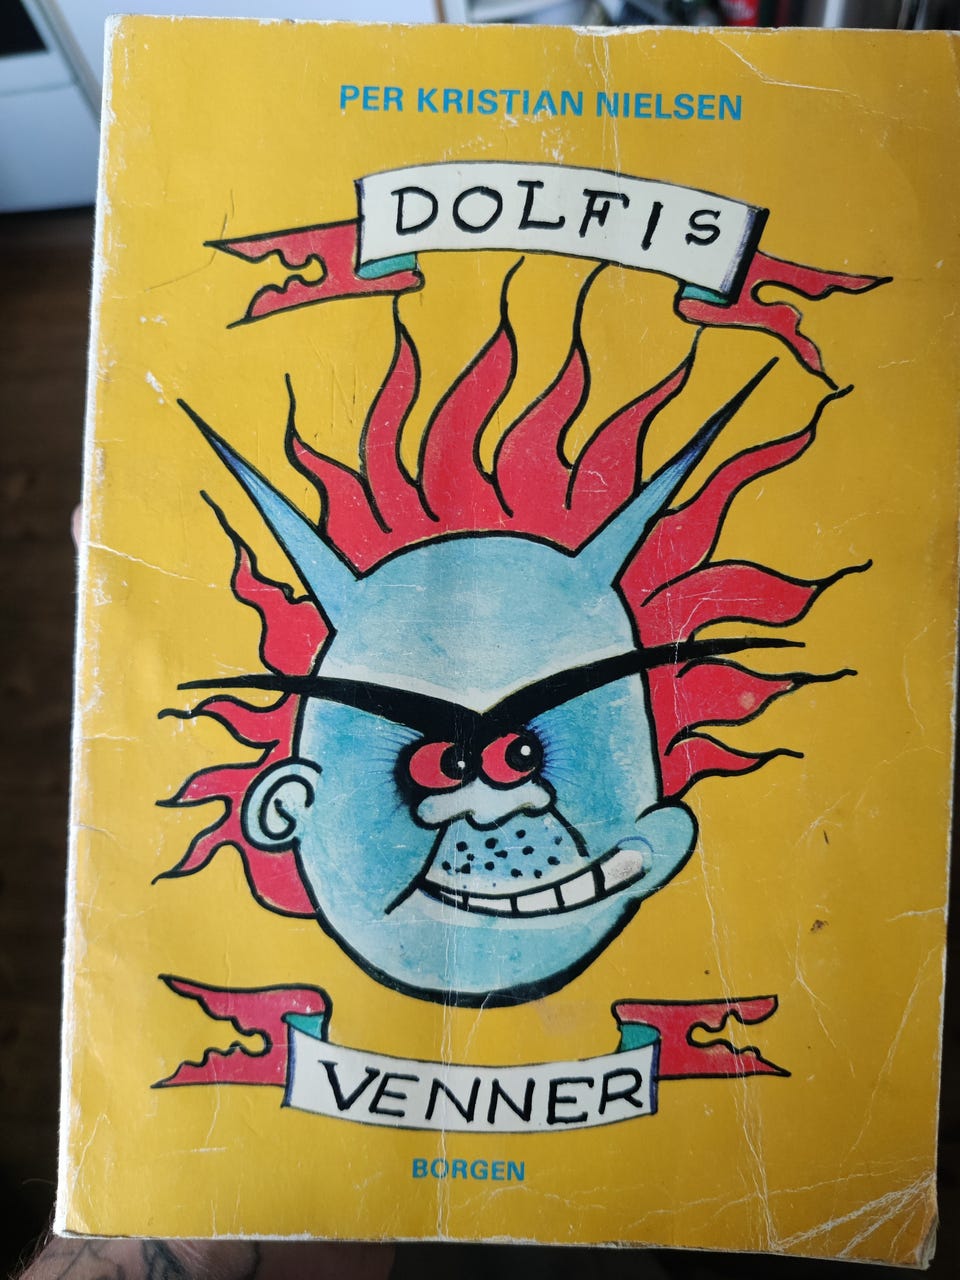 PER KRISTIAN NIELSEN
DOLFIS
VENNER
BORGEN